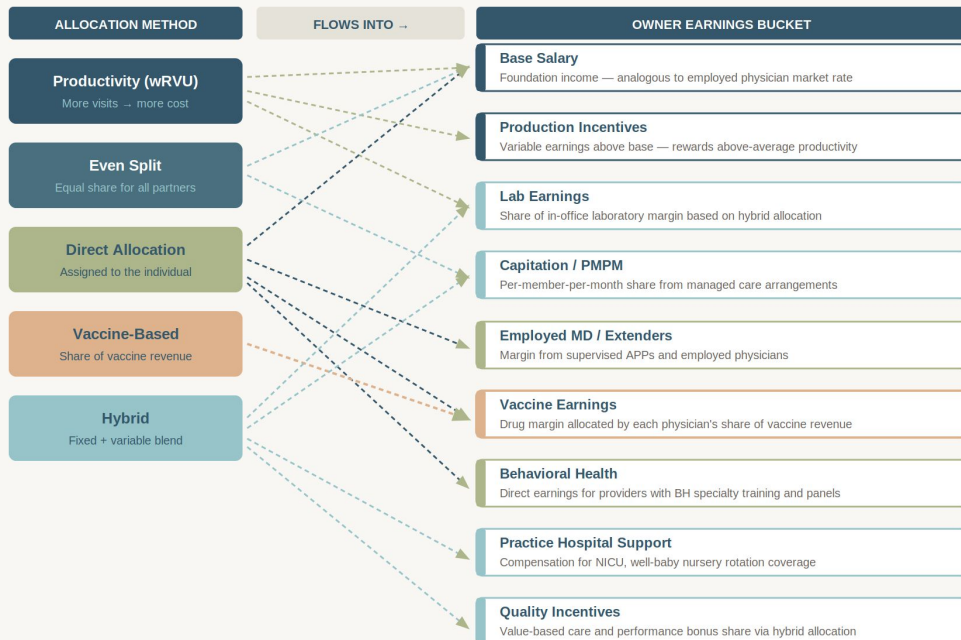 ALLOCATION METHOD
FLOWS INTO →
OWNER EARNINGS BUCKET
Productivity (wRVU)
More visits → more cost
Even Split
Equal share for all partners
Direct Allocation
Assigned to the individual
Vaccine-Based
Share of vaccine revenue
Hybrid
Fixed + variable blend
Base Salary
Foundation income — analogous to employed physician market rate
Production Incentives
Variable earnings above base — rewards above-average productivity
Lab Earnings
Share of in-office laboratory margin based on hybrid allocation
Capitation / PMPM
Per-member-per-month share from managed care arrangements
Employed MD / Extenders
Margin from supervised APPs and employed physicians
Vaccine Earnings
Drug margin allocated by each physician's share of vaccine revenue
Behavioral Health
Direct earnings for providers with BH specialty training and panels
Practice Hospital Support
Compensation for NICU, well-baby nursery rotation coverage
Quality Incentives
Value-based care and performance bonus share via hybrid allocation